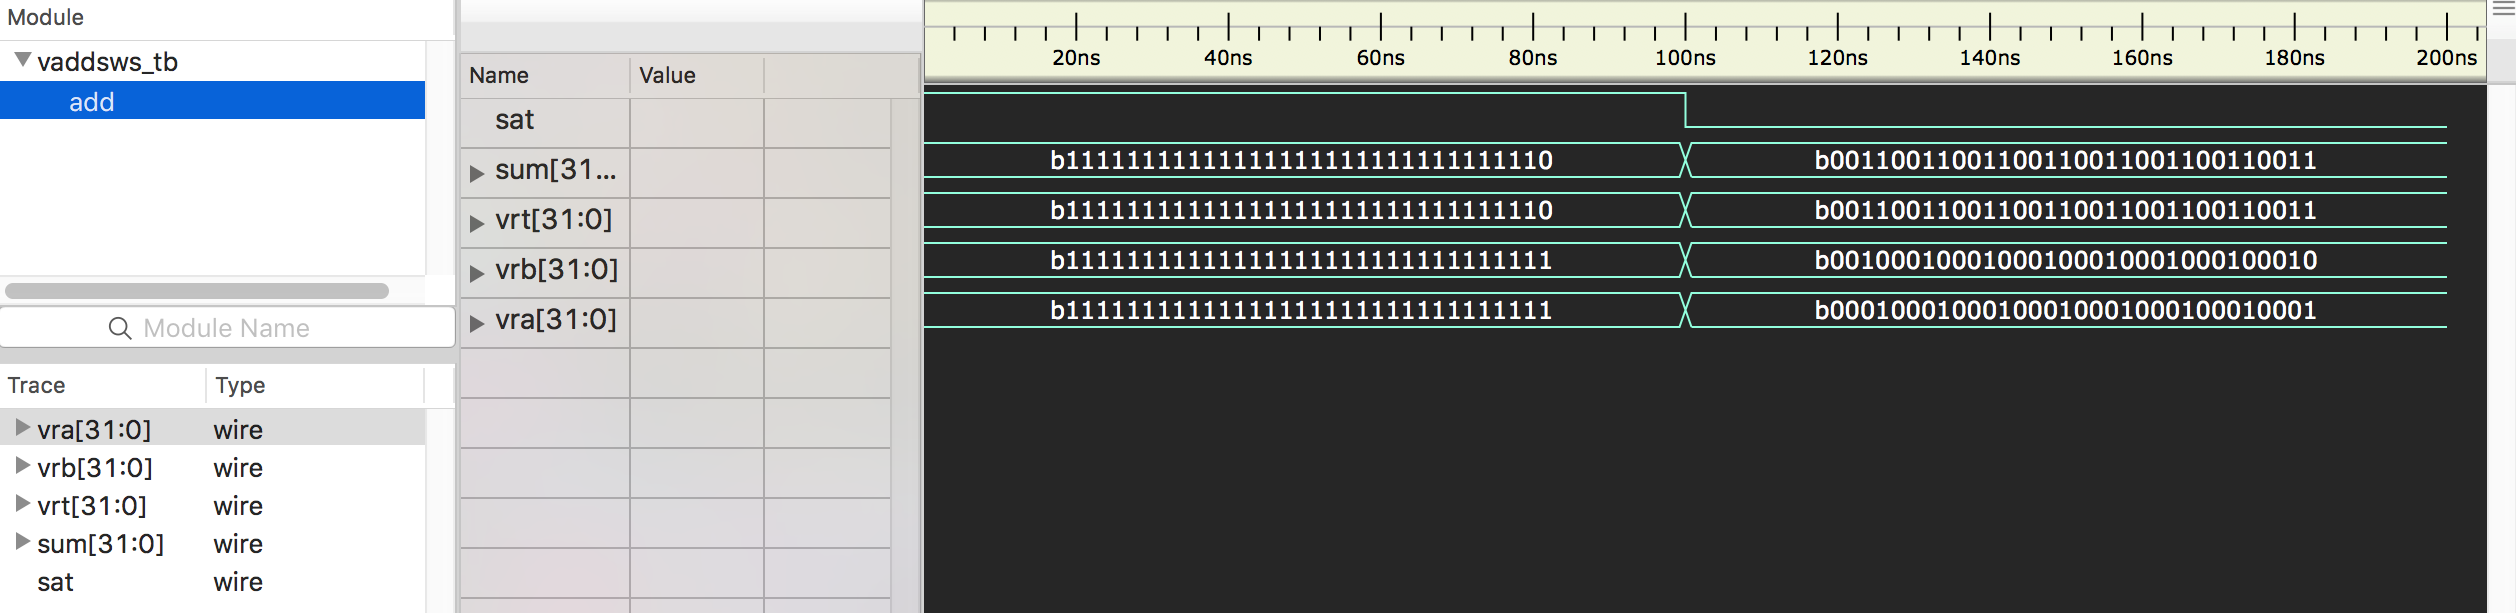 Module
vaddsws_tb
add
Module Name
Trace Type
vra[31:0] wire
vrb[31:0] wire
vrt[31:0] wire
sum[31:0] wire
sat wire
Name Value
20ns 40ns 60ns 80ns 100ns 120ns 140ns 160ns 180ns 200ns
sat
sum[31... b11111111111111111111111111111110 b00110011001100110011001100110011
vrt[31:0] b11111111111111111111111111111110 b00110011001100110011001100110011
vrb[31:0] b11111111111111111111111111111111 b00100010001000100010001000100010
vra[31:0] b11111111111111111111111111111111 b00010001000100010001000100010001